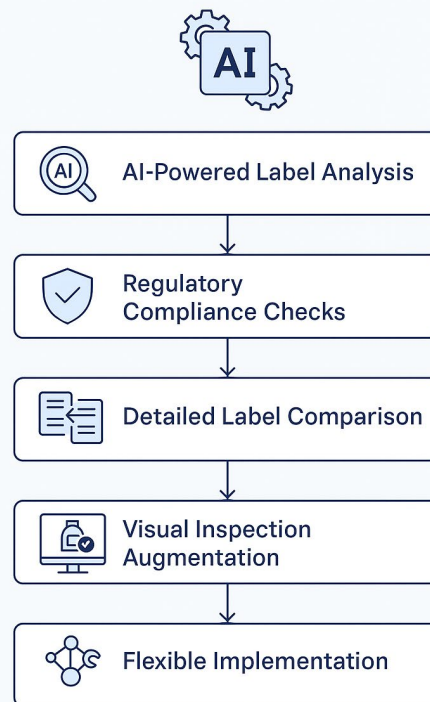 AI
AI
AI-Powered Label Analysis
Regulatory
Compliance Checks
Detailed Label Comparison
Visual Inspection
Augmentation
Flexible Implementation